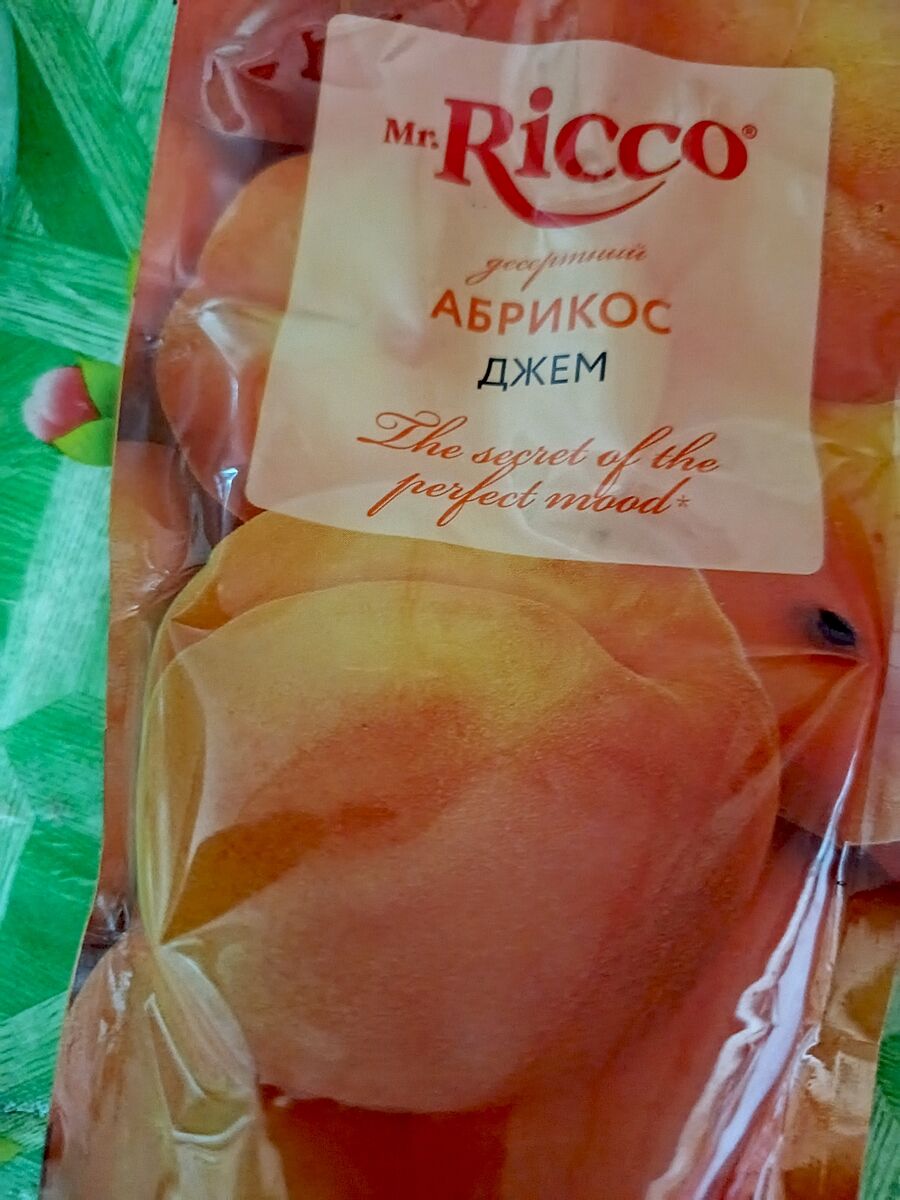 Mr. Ricco®
десертный
АБРИКОС
ДЖЕМ
The secret of the
perfect mood*